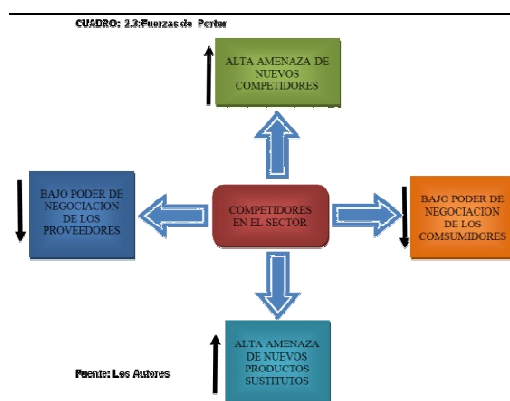 CUADRO: 2.3:Fuerzas de Porter
ALTA AMENAZA DE
NUEVOS
COMPETIDORES
BAJO PODER DE
NEGOCIACION
DE LOS
PROVEEDORES
COMPETIDORES
EN EL SECTOR
BAJO PODER DE
NEGOCIACION
DE LOS
COMSUMIDORES
ALTA AMENAZA
DE NUEVOS
PRODUCTOS
SUSTITUTOS
Fuente: Los Autores